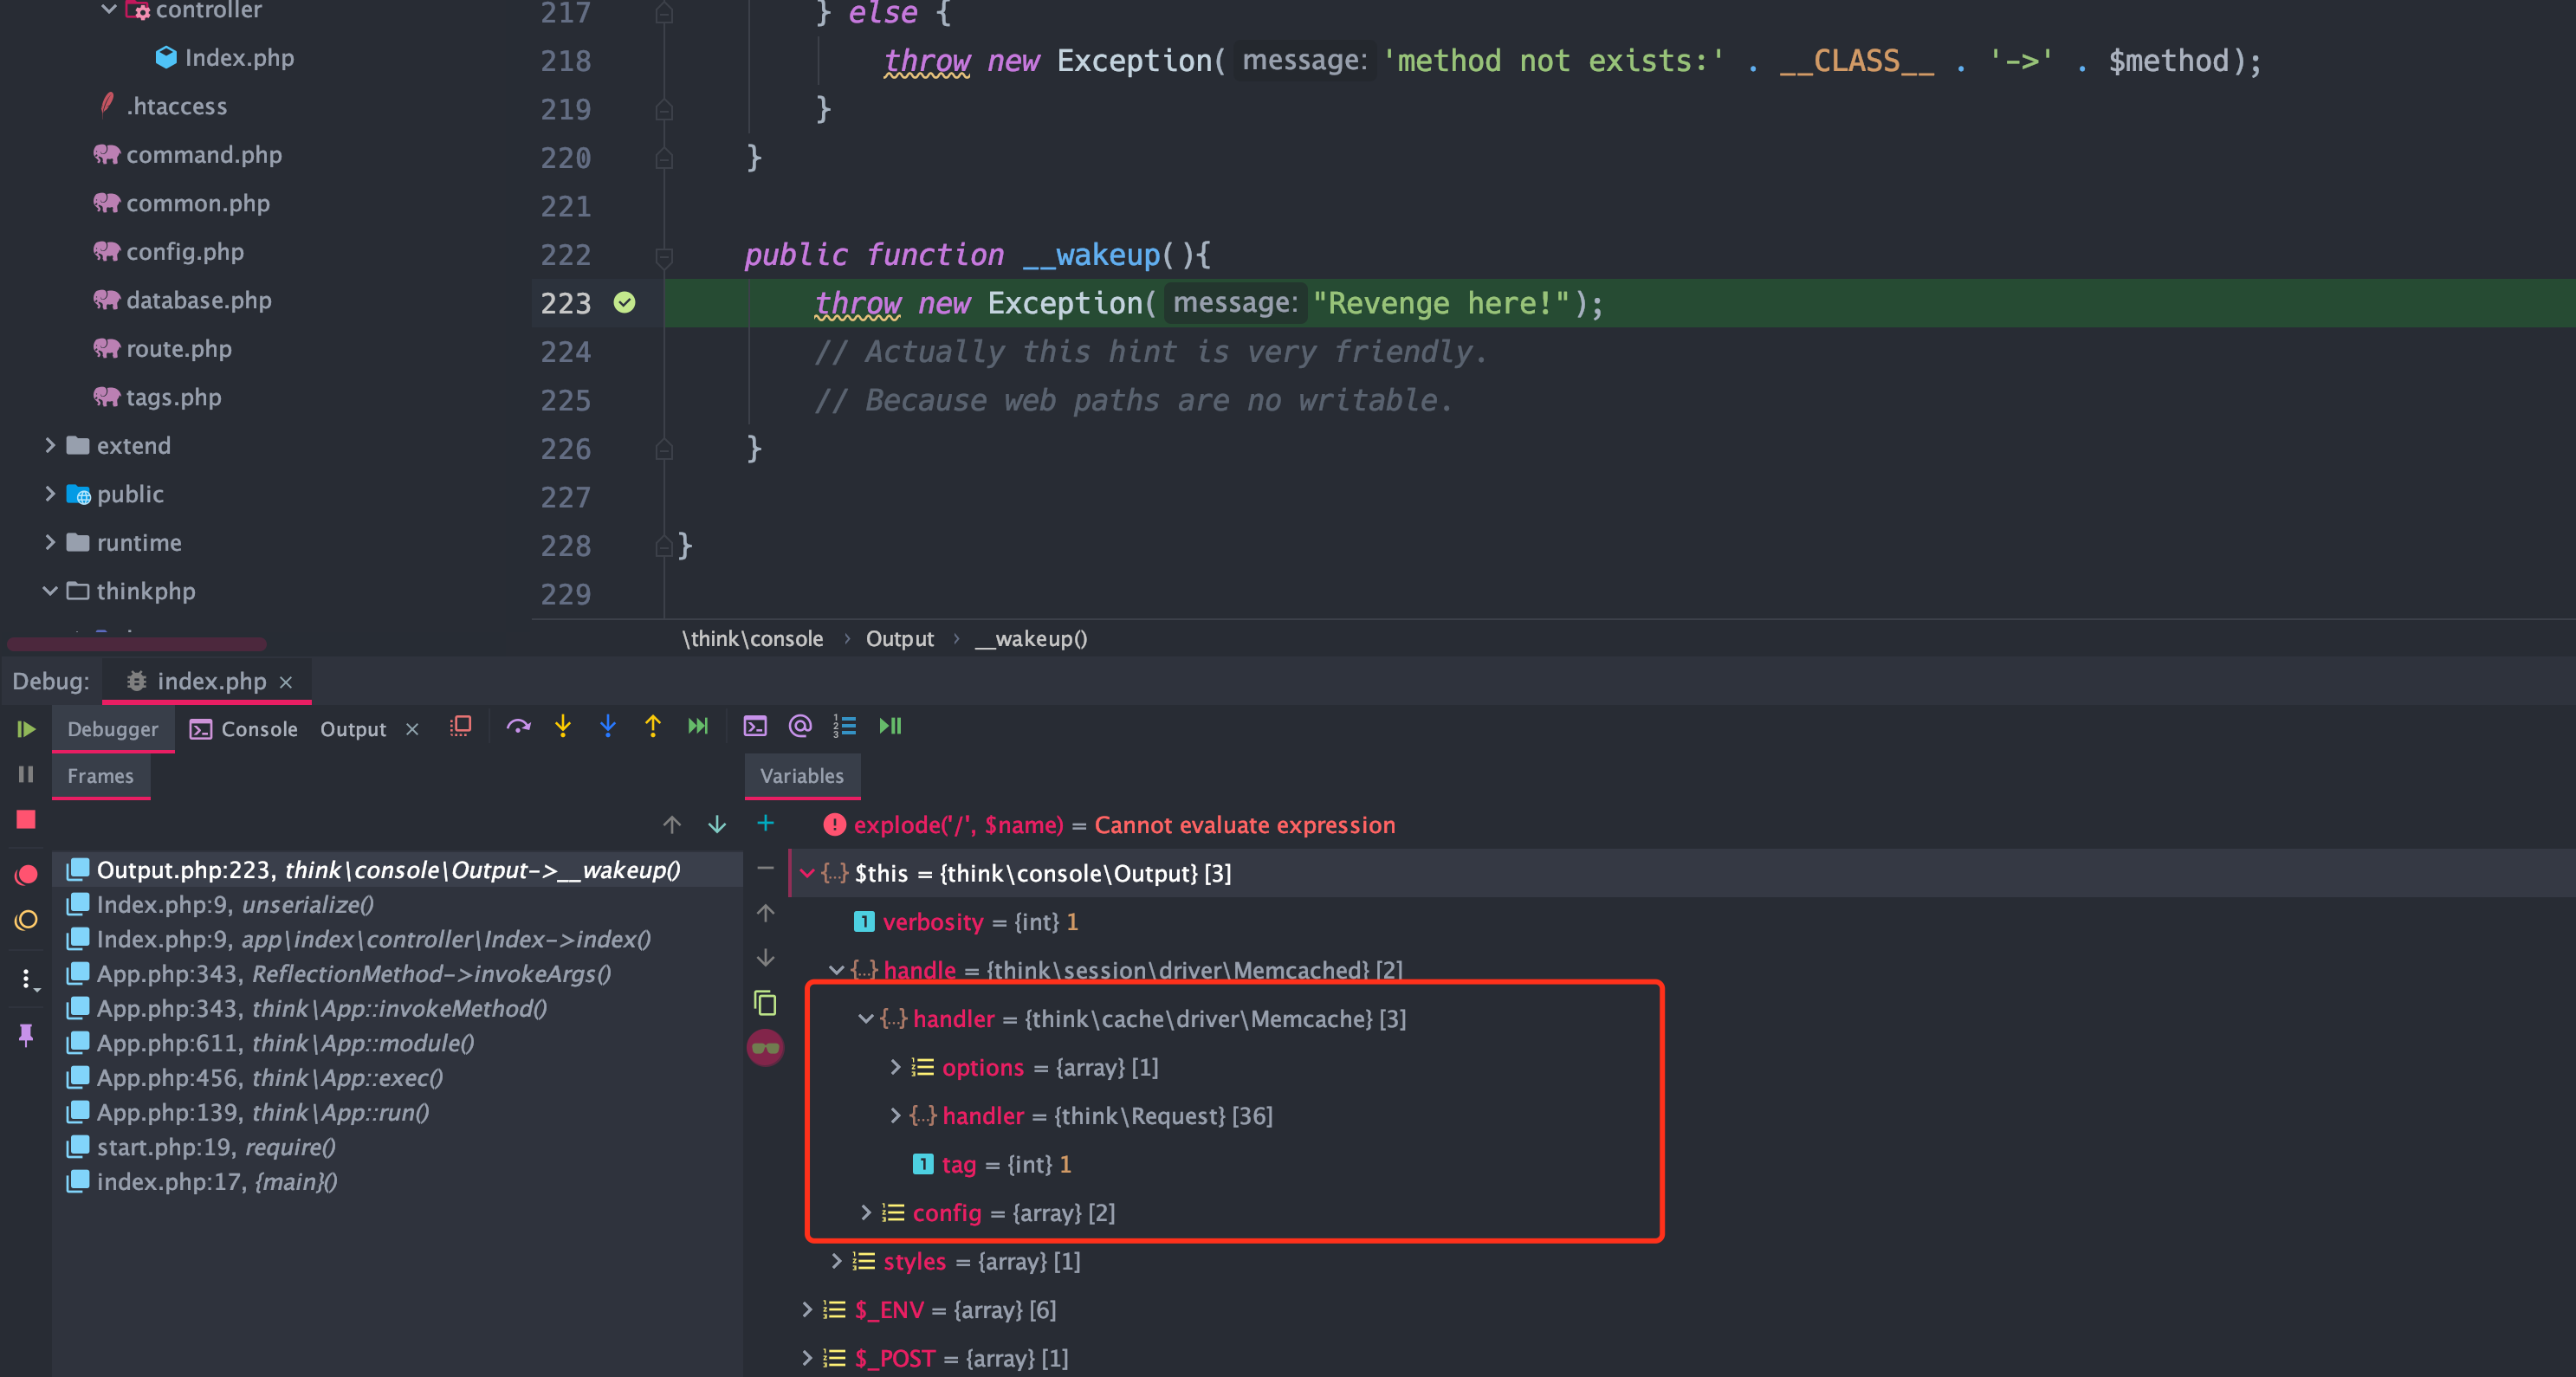 controller
Index.php
.htaccess
command.php
common.php
config.php
database.php
route.php
tags.php
extend
public
runtime
thinkphp
217 } else {
218 throw new Exception( message: 'method not exists:' . __CLASS__ . '->' . $method);
219 }
220 }
221
222 public function __wakeup(){
223 throw new Exception( message: "Revenge here!");
224 // Actually this hint is very friendly.
225 // Because web paths are no writable.
226 }
227
228 }
229
\think\console › Output › __wakeup()
Debug: index.php ×
Debugger Console Output ×
Frames
Output.php:223, think\console\Output->__wakeup()
Index.php:9, unserialize()
Index.php:9, app\index\controller\Index->index()
App.php:343, ReflectionMethod->invokeArgs()
App.php:343, think\App::invokeMethod()
App.php:611, think\App::module()
App.php:456, think\App::exec()
App.php:139, think\App::run()
start.php:19, require()
index.php:17, {main}()
Variables
explode('/', $name) = Cannot evaluate expression
$this = {think\console\Output} [3]
verbosity = {int} 1
handle = {think\session\driver\Memcached} [2]
handler = {think\cache\driver\Memcache} [3]
options = {array} [1]
handler = {think\Request} [36]
tag = {int} 1
config = {array} [2]
styles = {array} [1]
$_ENV = {array} [6]
$_POST = {array} [1]